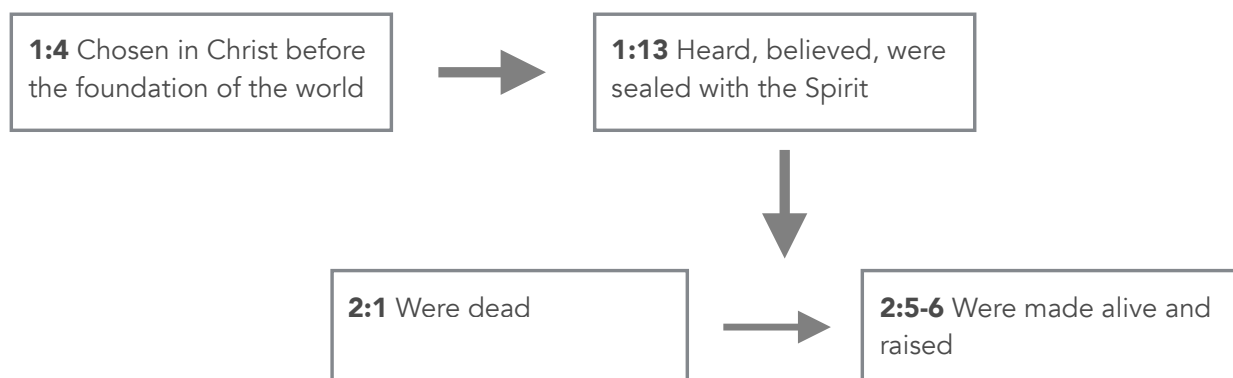 1:4 Chosen in Christ before
the foundation of the world
1:13 Heard, believed, were
sealed with the Spirit
2:1 Were dead
2:5-6 Were made alive and
raised